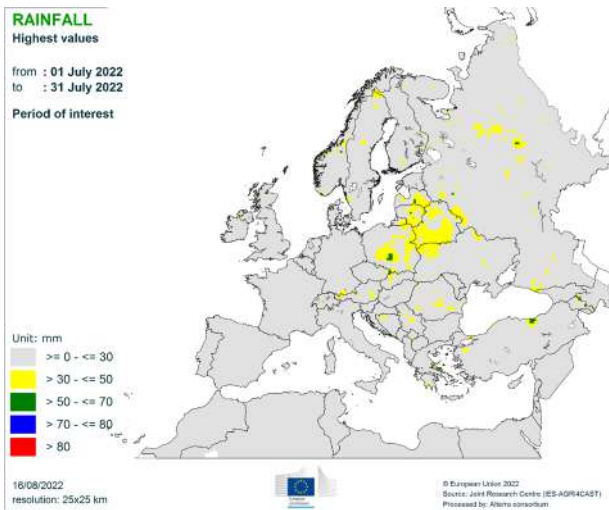 RAINFALL
Highest values
from : 01 July 2022
to : 31 July 2022
Period of interest
Unit: mm
>= 0 - <= 30
> 30 - <= 50
> 50 - <= 70
> 70 - <= 80
> 80
16/08/2022
resolution: 25x25 km
© European Union 2022
Source: Joint Research Centre (IES-AGRI4CAST)
Processed by: Alterra consortium